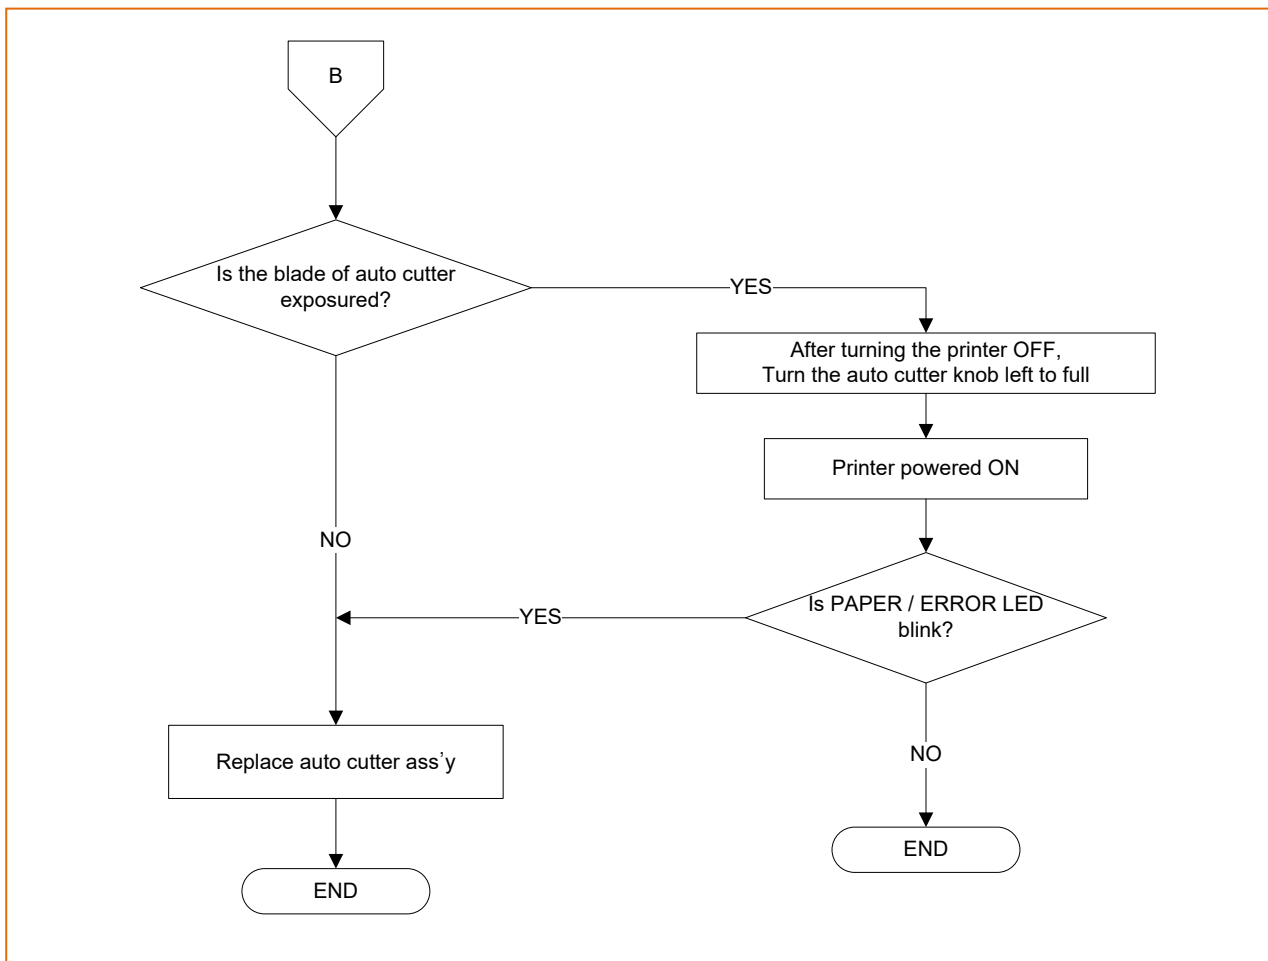 B
Is the blade of auto cutter
exposured?
YES
After turning the printer OFF,
Turn the auto cutter knob left to full
Printer powered ON
NO
Is PAPER / ERROR LED
blink?
YES
Replace auto cutter ass’y
NO
END
END